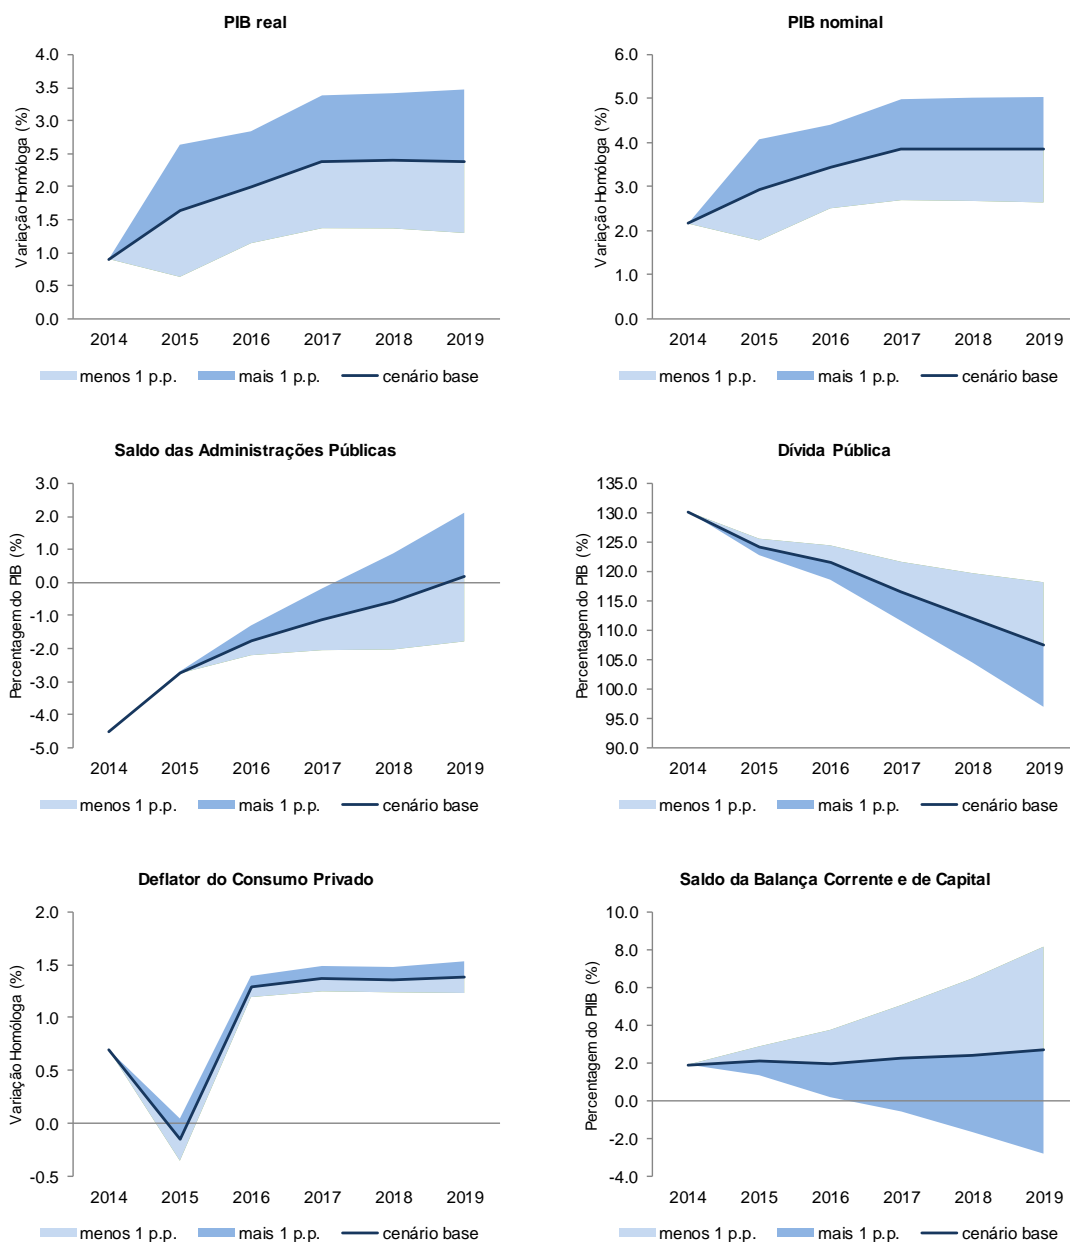 PIB real
Variação Homóloga (%)
4.0
3.5
3.0
2.5
2.0
1.5
1.0
0.5
0.0
2014 2015 2016 2017 2018 2019
menos 1 p.p. mais 1 p.p. cenário base
PIB nominal
Variação Homóloga (%)
6.0
5.0
4.0
3.0
2.0
1.0
0.0
2014 2015 2016 2017 2018 2019
menos 1 p.p. mais 1 p.p. cenário base
Saldo das Administrações Públicas
Percentagem do PIB (%)
3.0
2.0
1.0
0.0
-1.0
-2.0
-3.0
-4.0
-5.0
2014 2015 2016 2017 2018 2019
menos 1 p.p. mais 1 p.p. cenário base
Dívida Pública
Percentagem do PIB (%)
135.0
130.0
125.0
120.0
115.0
110.0
105.0
100.0
95.0
90.0
2014 2015 2016 2017 2018 2019
menos 1 p.p. mais 1 p.p. cenário base
Deflator do Consumo Privado
Variação Homóloga (%)
2.0
1.5
1.0
0.5
0.0
-0.5
2014 2015 2016 2017 2018 2019
menos 1 p.p. mais 1 p.p. cenário base
Saldo da Balança Corrente e de Capital
Percentagem do PIIB (%)
10.0
8.0
6.0
4.0
2.0
0.0
-2.0
-4.0
2014 2015 2016 2017 2018 2019
menos 1 p.p. mais 1 p.p. cenário base